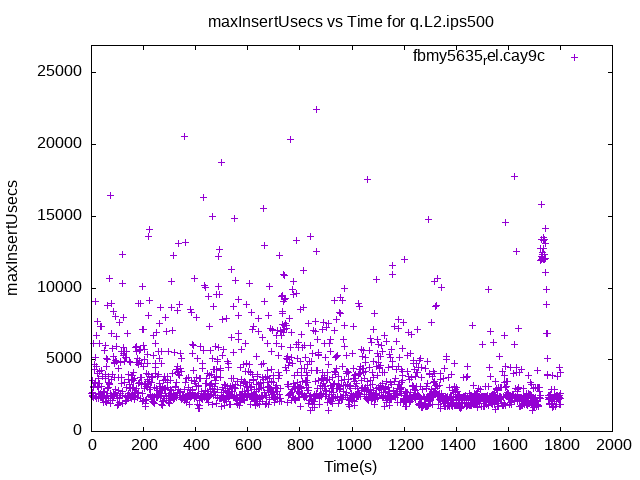 maxInsertUsecs vs Time for q.L2.ips500
fbmy5635rel.cay9c
25000
20000
15000
10000
5000
0
maxInsertUsecs
0 200 400 600 800 1000 1200 1400 1600 1800 2000
Time(s)